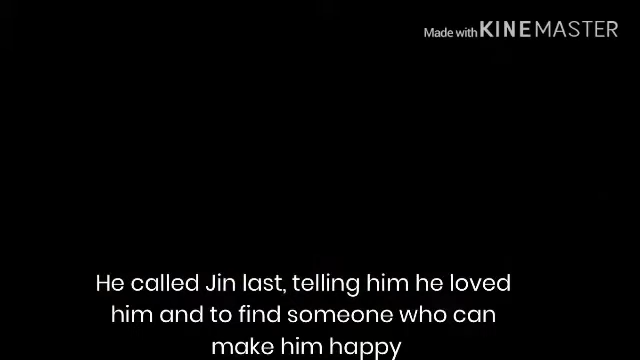 Made with KINEMASTER
He called Jin last, telling him he loved
him and to find someone who can
make him happy